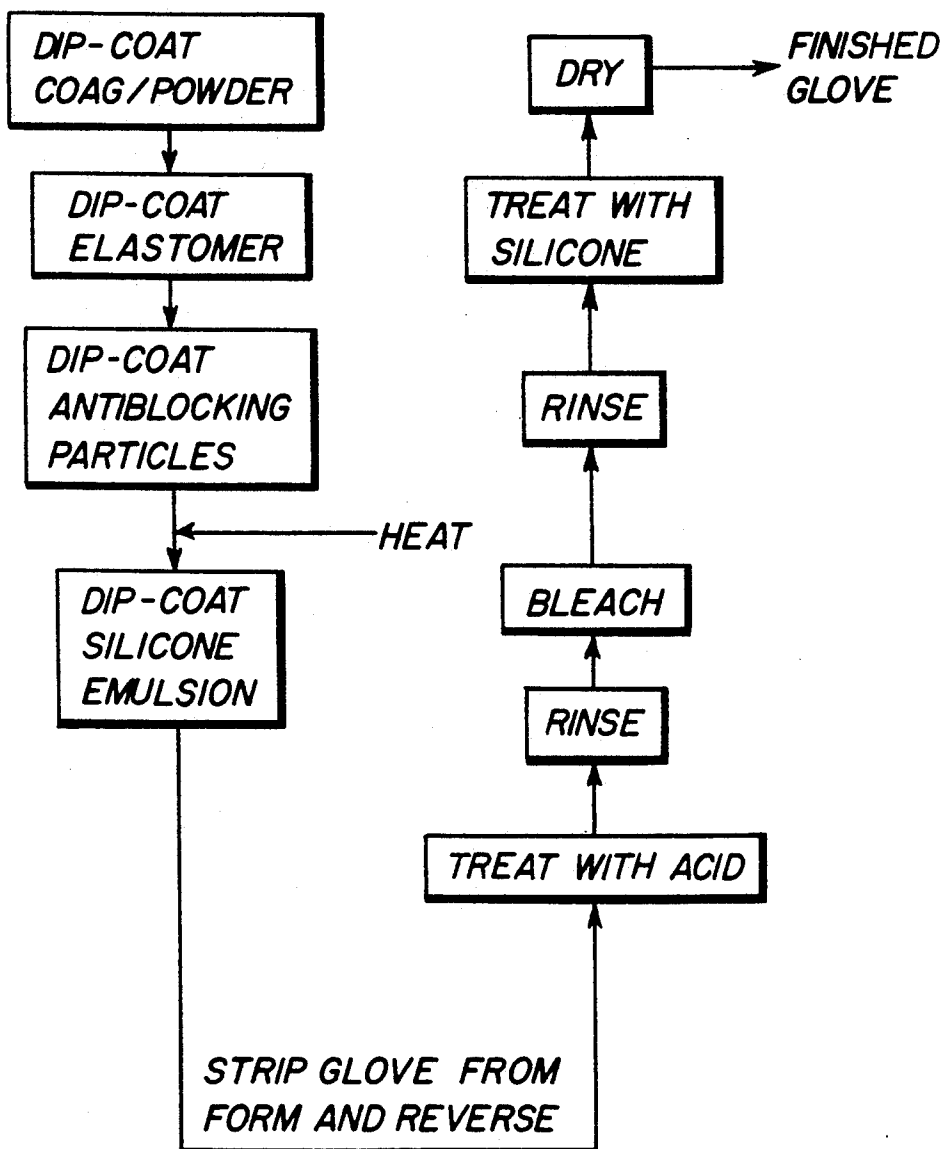 DIP-COAT
COAG/POWDER
DIP-COAT
ELASTOMER
DIP-COAT
ANTIBLOCKING
PARTICLES
HEAT
DIP-COAT
SILICONE
EMULSION
STRIP GLOVE FROM
FORM AND REVERSE
TREAT WITH ACID
RINSE
BLEACH
RINSE
TREAT WITH
SILICONE
DRY
FINISHED
GLOVE